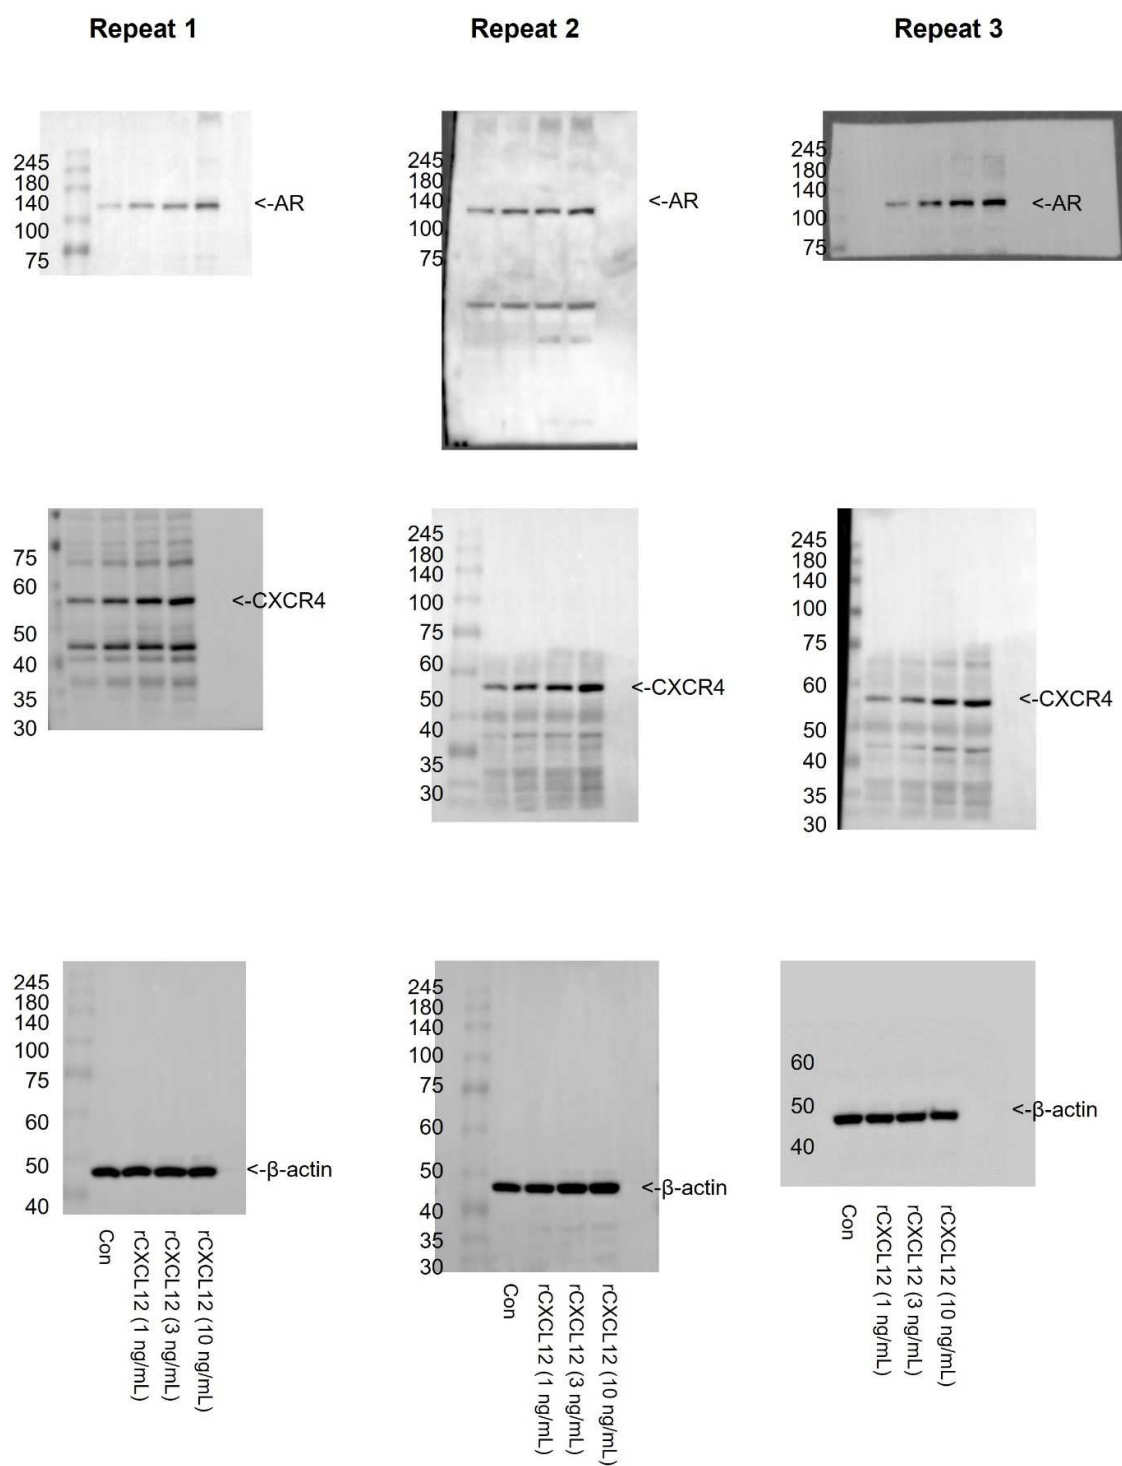 Repeat 1
Repeat 2
Repeat 3
245
180
140
100
75
<-AR
245
180
140
100
75
<-AR
245
180
140
100
75
<-AR
75
60
50
40
35
30
<-CXCR4
245
180
140
100
75
60
50
40
35
30
<-CXCR4
245
180
140
100
75
60
50
40
35
30
<-CXCR4
245
180
140
100
75
60
50
40
<-β-actin
Con
rCXCL12 (1 ng/mL)
rCXCL12 (3 ng/mL)
rCXCL12 (10 ng/mL)
245
180
140
100
75
60
50
40
35
30
<-β-actin
Con
rCXCL12 (1 ng/mL)
rCXCL12 (3 ng/mL)
rCXCL12 (10 ng/mL)
60
50
40
<-β-actin
Con
rCXCL12 (1 ng/mL)
rCXCL12 (3 ng/mL)
rCXCL12 (10 ng/mL)